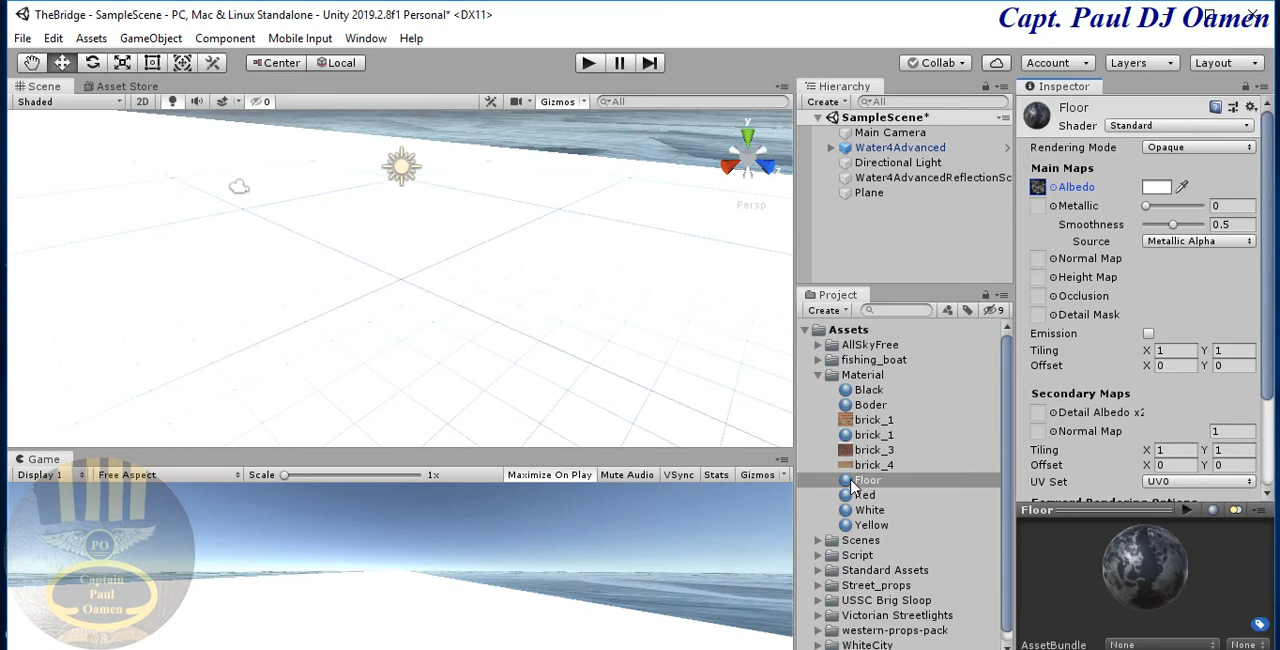 TheBridge - SampleScene - PC, Mac & Linux Standalone - Unity 2019.2.8f1 Personal* <DX11>
Capt. Paul DJ Oamen
File Edit Assets GameObject Component Mobile Input Window Help
Center Local Collab Account Layers Layout
Scene Asset Store
Shaded 2D 0 Gizmos All
y
z
Persp
Hierarchy
Create All
SampleScene*
Main Camera
Water4Advanced
Directional Light
Water4AdvancedReflectionSc
Plane
Project
Create 9
Assets
AllSkyFree
fishing_boat
Material
Black
Boder
brick_1
brick_1
brick_3
brick_4
Floor
Red
White
Yellow
Scenes
Script
Standard Assets
Street_props
USSC Brig Sloop
Victorian Streetlights
western-props-pack
WhiteCity
Inspector
Floor
Shader Standard
Rendering Mode Opaque
Main Maps
Albedo
Metallic 0
Smoothness 0.5
Source Metallic Alpha
Normal Map
Height Map
Occlusion
Detail Mask
Emission
Tiling X 1 Y 1
Offset X 0 Y 0
Secondary Maps
Detail Albedo x2
Normal Map 1
Tiling X 1 Y 1
Offset X 0 Y 0
UV Set UV0
Forward Rendering Options
Floor
AssetBundle None None
Game
Display 1 Free Aspect Scale 1x Maximize On Play Mute Audio VSync Stats Gizmos
PO
Captain
Paul
Oamen